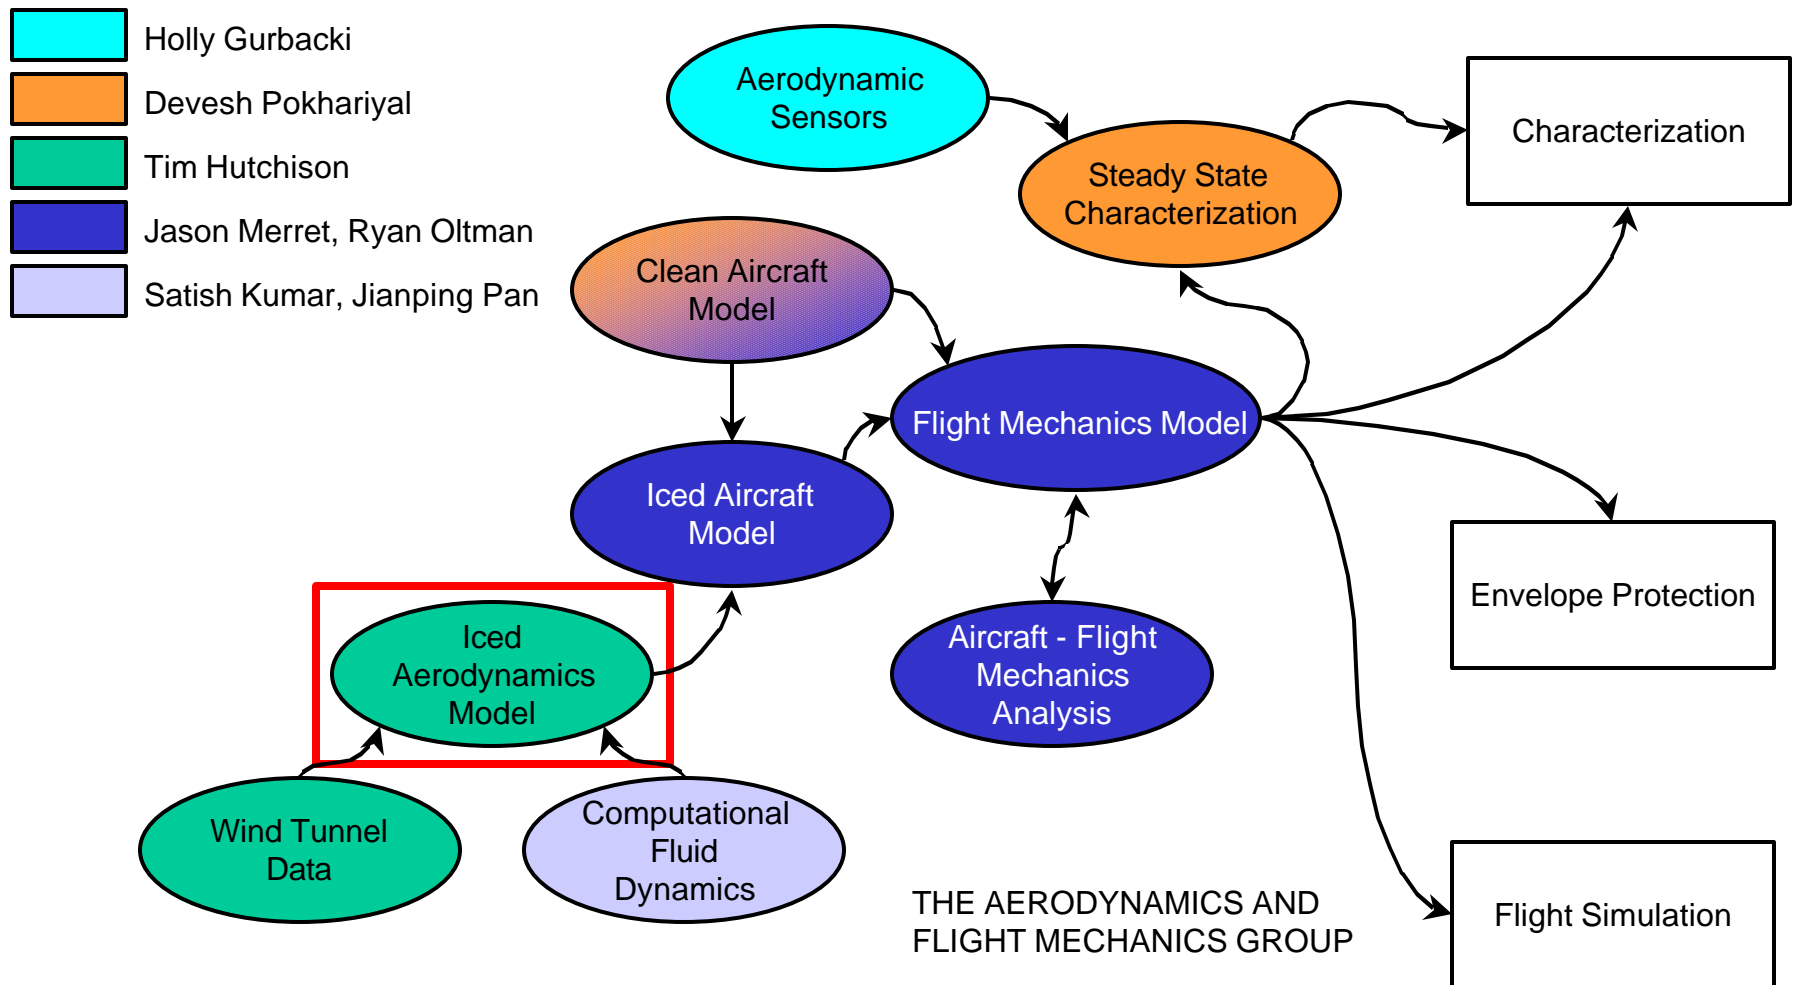 Holly Gurbacki
Devesh Pokhariyal
Tim Hutchison
Jason Merret, Ryan Oltman
Satish Kumar, Jianping Pan
Aerodynamic
Sensors
Characterization
Steady State
Characterization
Clean Aircraft
Model
Flight Mechanics Model
Iced Aircraft
Model
Envelope Protection
Iced
Aerodynamics
Model
Aircraft - Flight
Mechanics
Analysis
Wind Tunnel
Data
Computational
Fluid
Dynamics
THE AERODYNAMICS AND
FLIGHT MECHANICS GROUP
Flight Simulation